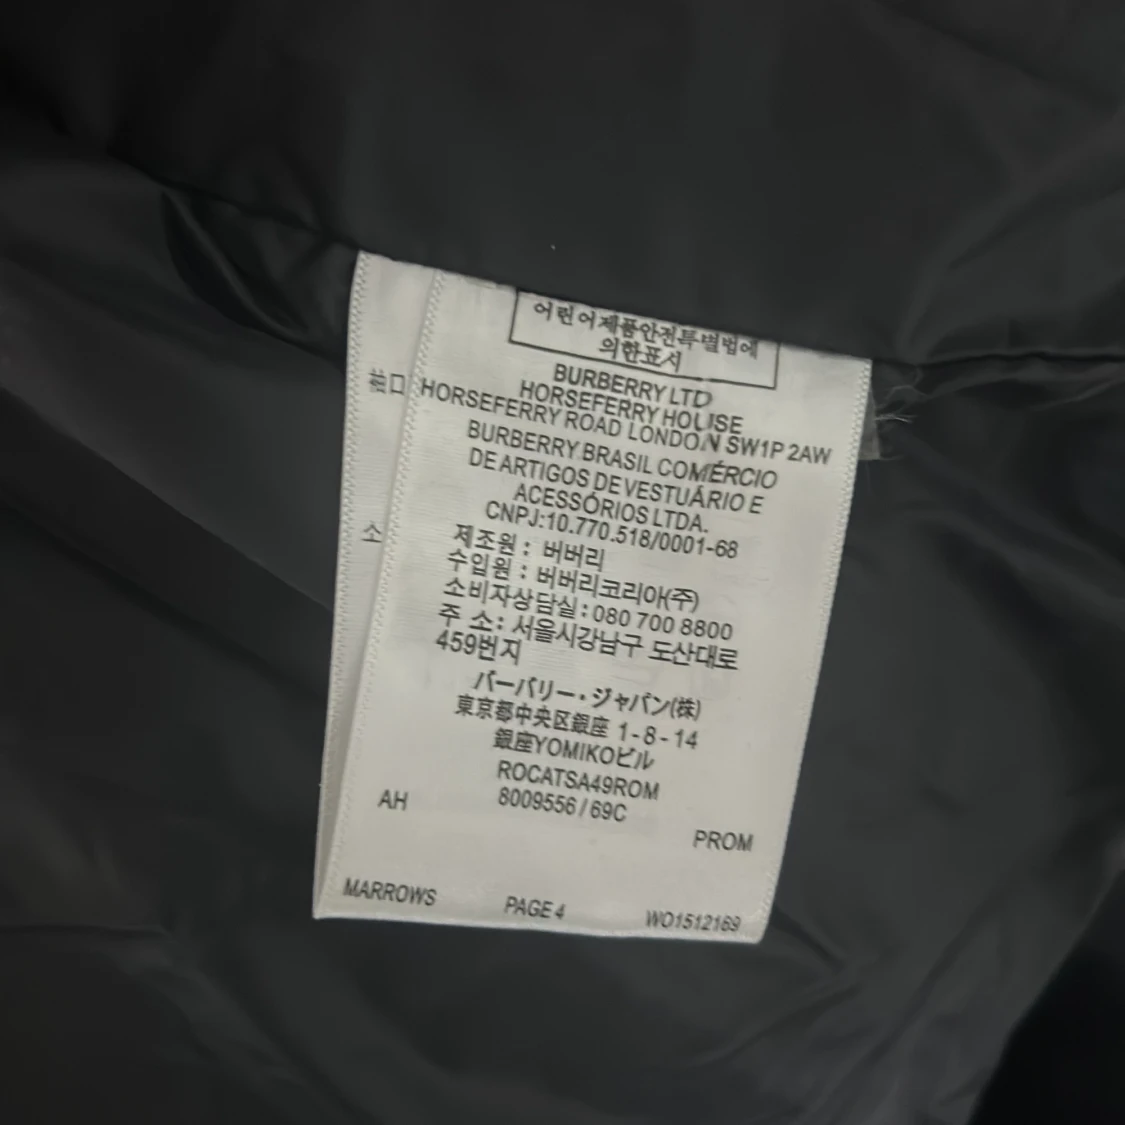 어린이제품안전특별법에
의한표시
BURBERRY LTD
HORSEFERRY HOUSE
HORSEFERRY ROAD LONDON SW1P 2AW
BURBERRY BRASIL COMÉRCIO
DE ARTIGOS DE VESTUÁRIO E
ACESSÓRIOS LTDA.
CNPJ:10.770.518/0001-68
제조원 : 버버리
수입원 : 버버리코리아(주)
소비자상담실 : 080 700 8800
주 소 : 서울시강남구 도산대로
459번지
バーバリー・ジャパン(株)
東京都中央区銀座 1-8-14
銀座YOMIKOビル
ROCATSA49ROM
8009556 / 69C
AH
PROM
MARROWS PAGE 4 WO1512169
袖口
소